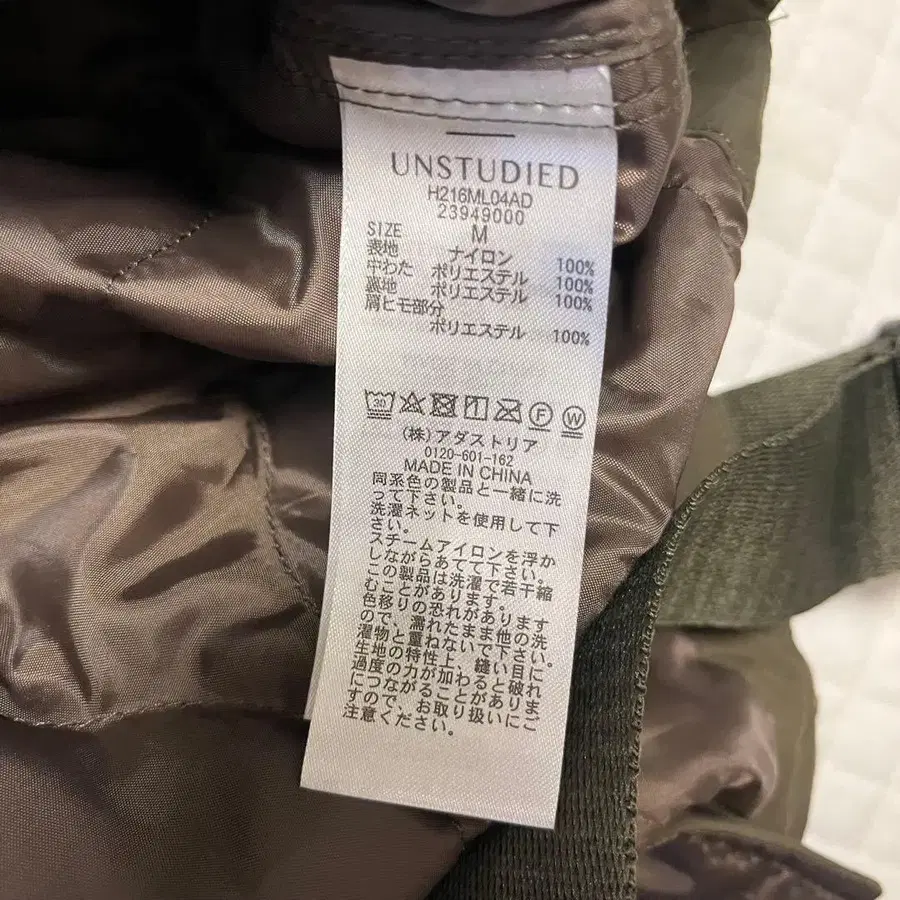 UNSTUDIED
H216ML04AD
23949000
SIZE M
表地 ナイロン 100%
中わた ポリエステル 100%
裏地 ポリエステル 100%
肩ヒモ部分
ポリエステル 100%
30 F W
(株)アダストリア
0120-601-162
MADE IN CHINA
同系色の製品と一緒に洗
って下さい。
洗濯ネットを使用して下
さい。
スチームアイロンを浮か
しながらあてて下さい。
この製品は洗濯で若干縮
むことがあります。
色移りの恐れがありますの
で、濡れたまま他の洗
濯物と重ねないで下さい。
生地の特性上、縫い目に
過度の力が加わると破れ
につながることがありま
すので、お取り扱いにご
注意ください。